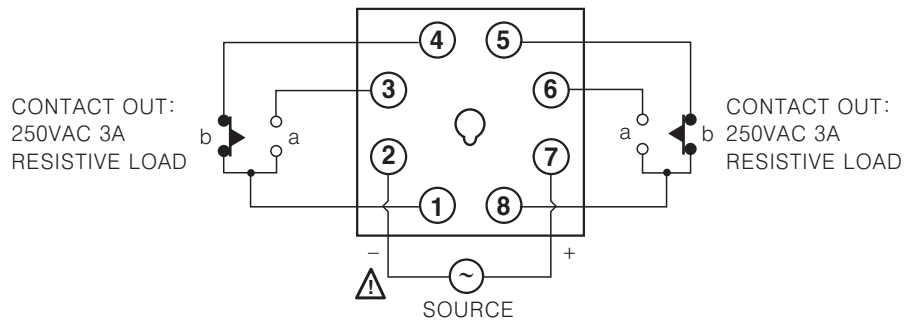 4 5
3 6
CONTACT OUT:
250VAC 3A
RESISTIVE LOAD
b a
a b
CONTACT OUT:
250VAC 3A
RESISTIVE LOAD
2 7
1 8
− +
! ~
SOURCE